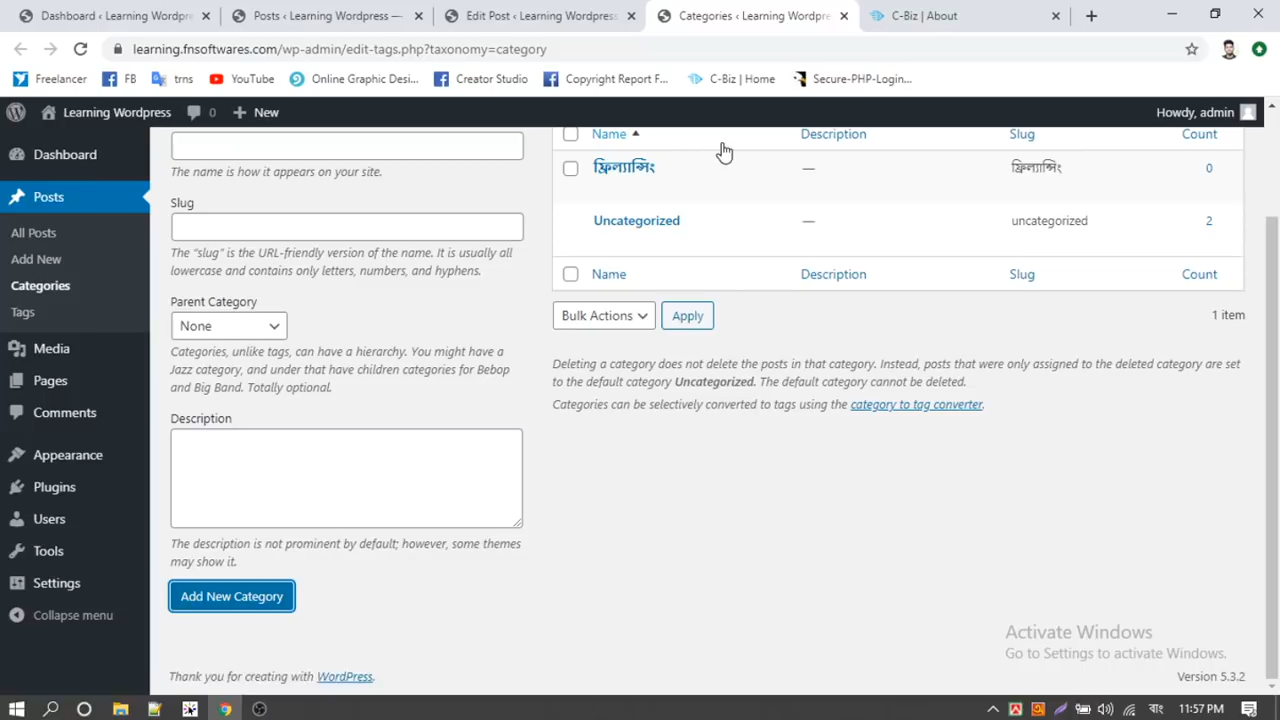 Dashboard ‹ Learning Wordpre
Posts ‹ Learning Wordpress —
Edit Post ‹ Learning Wordpress
Categories ‹ Learning Wordpre
C-Biz | About
learning.fnsoftwares.com/wp-admin/edit-tags.php?taxonomy=category
Freelancer
FB
trns
YouTube
Online Graphic Desi...
Creator Studio
Copyright Report F...
C-Biz | Home
Secure-PHP-Login...
Learning Wordpress
0
New
Howdy, admin
Dashboard
Posts
All Posts
Add New
Categories
Tags
Media
Pages
Comments
Appearance
Plugins
Users
Tools
Settings
Collapse menu
The name is how it appears on your site.
Slug
The “slug” is the URL-friendly version of the name. It is usually all
lowercase and contains only letters, numbers, and hyphens.
Parent Category
None
Categories, unlike tags, can have a hierarchy. You might have a
Jazz category, and under that have children categories for Bebop
and Big Band. Totally optional.
Description
The description is not prominent by default; however, some themes
may show it.
Add New Category
Name Description Slug Count
ফ্রিল্যান্সিং — ফ্রিল্যান্সিং 0
Uncategorized — uncategorized 2
Name Description Slug Count
Bulk Actions
Apply
1 item
Deleting a category does not delete the posts in that category. Instead, posts that were only assigned to the deleted category are set
to the default category Uncategorized. The default category cannot be deleted.
Categories can be selectively converted to tags using the category to tag converter.
Activate Windows
Go to Settings to activate Windows.
Thank you for creating with WordPress.
Version 5.3.2
বাং
11:57 PM